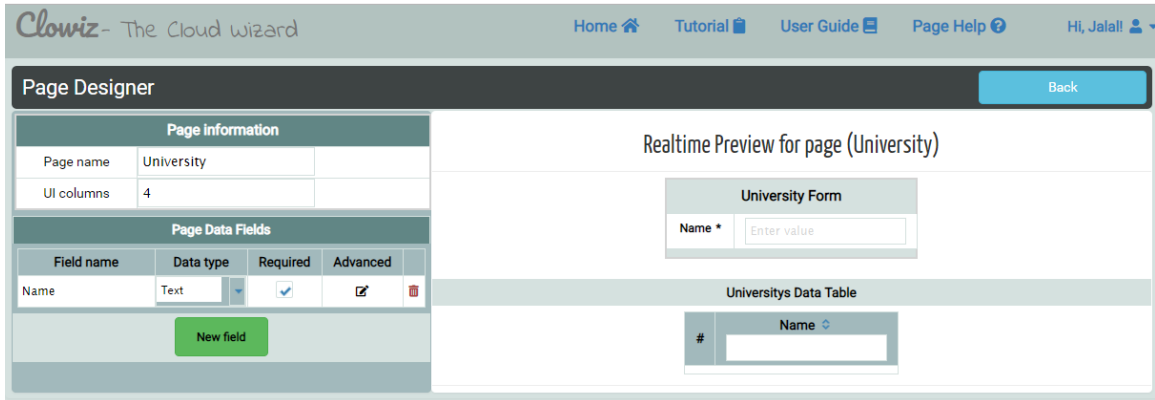 Clowiz - The Cloud wizard
Home Tutorial User Guide Page Help Hi, Jalal!
Page Designer
Back
Page information
Page name University
UI columns 4
Page Data Fields
Field name Data type Required Advanced
Name Text
New field
Realtime Preview for page (University)
University Form
Name * Enter value
Universitys Data Table
# Name